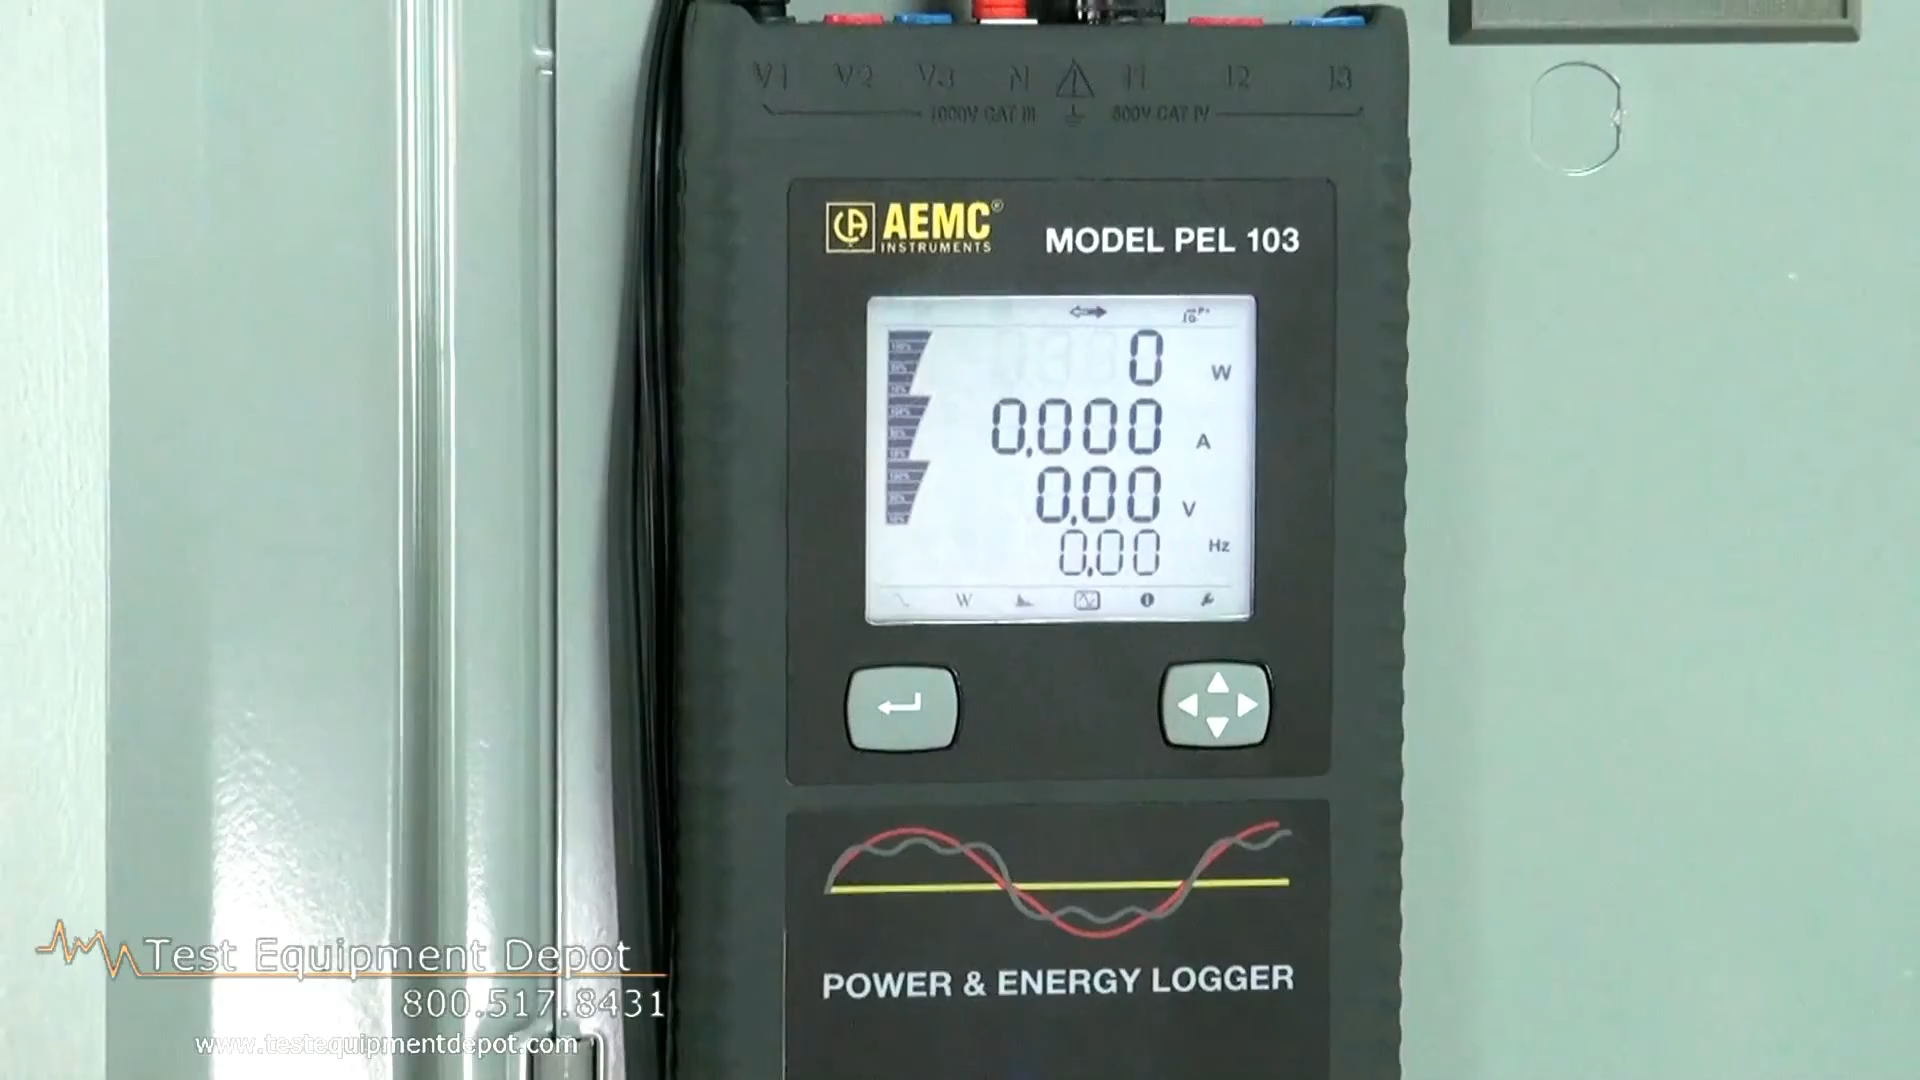 V1 V2 V3 N I1 I2 I3
1000V CAT III 600V CAT IV
AEMC®
INSTRUMENTS
MODEL PEL 103
0 W
0.000 A
0.00 V
0.00 Hz
W
POWER & ENERGY LOGGER
Test Equipment Depot
800.517.8431
www.testequipmentdepot.com